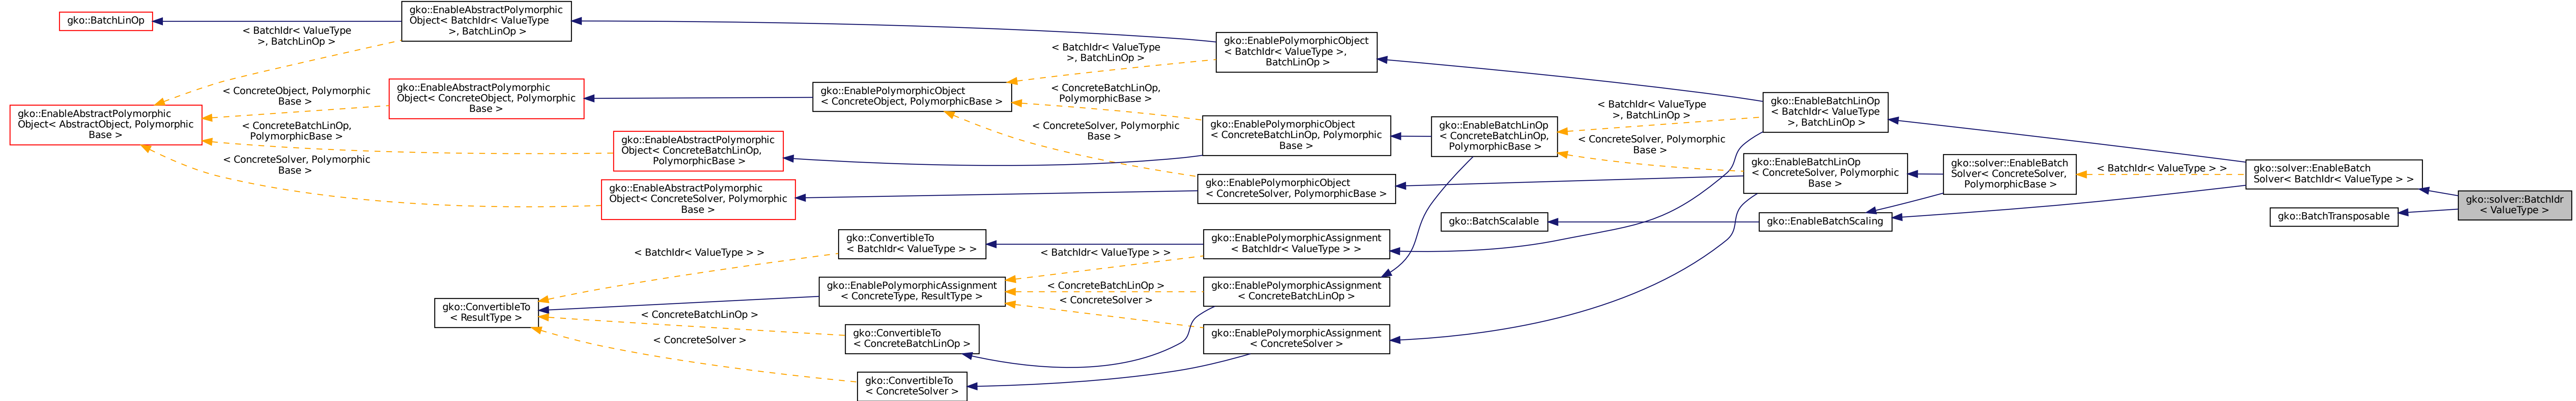 gko::BatchLinOp
gko::EnableAbstractPolymorphic
Object< BatchIdr< ValueType
>, BatchLinOp >
< BatchIdr< ValueType
>, BatchLinOp >
gko::EnableAbstractPolymorphic
Object< AbstractObject, Polymorphic
Base >
< ConcreteObject, Polymorphic
Base >
< ConcreteBatchLinOp,
PolymorphicBase >
< ConcreteSolver, Polymorphic
Base >
gko::EnableAbstractPolymorphic
Object< ConcreteObject, Polymorphic
Base >
gko::EnableAbstractPolymorphic
Object< ConcreteBatchLinOp,
PolymorphicBase >
gko::EnableAbstractPolymorphic
Object< ConcreteSolver, Polymorphic
Base >
gko::ConvertibleTo
< ResultType >
< BatchIdr< ValueType > >
< ConcreteBatchLinOp >
< ConcreteSolver >
gko::EnablePolymorphicObject
< ConcreteObject, PolymorphicBase >
gko::ConvertibleTo
< BatchIdr< ValueType > >
gko::EnablePolymorphicAssignment
< ConcreteType, ResultType >
gko::ConvertibleTo
< ConcreteBatchLinOp >
gko::ConvertibleTo
< ConcreteSolver >
< BatchIdr< ValueType
>, BatchLinOp >
< ConcreteBatchLinOp,
PolymorphicBase >
< ConcreteSolver, Polymorphic
Base >
< BatchIdr< ValueType > >
< ConcreteBatchLinOp >
< ConcreteSolver >
gko::EnablePolymorphicObject
< BatchIdr< ValueType >,
BatchLinOp >
gko::EnablePolymorphicObject
< ConcreteBatchLinOp, Polymorphic
Base >
gko::EnablePolymorphicObject
< ConcreteSolver, PolymorphicBase >
gko::EnablePolymorphicAssignment
< BatchIdr< ValueType > >
gko::EnablePolymorphicAssignment
< ConcreteBatchLinOp >
gko::EnablePolymorphicAssignment
< ConcreteSolver >
gko::EnableBatchLinOp
< ConcreteBatchLinOp,
PolymorphicBase >
gko::BatchScalable
< BatchIdr< ValueType
>, BatchLinOp >
< ConcreteSolver, Polymorphic
Base >
gko::EnableBatchLinOp
< BatchIdr< ValueType
>, BatchLinOp >
gko::EnableBatchLinOp
< ConcreteSolver, Polymorphic
Base >
gko::EnableBatchScaling
gko::solver::EnableBatch
Solver< ConcreteSolver,
PolymorphicBase >
< BatchIdr< ValueType > >
gko::solver::EnableBatch
Solver< BatchIdr< ValueType > >
gko::BatchTransposable
gko::solver::BatchIdr
< ValueType >